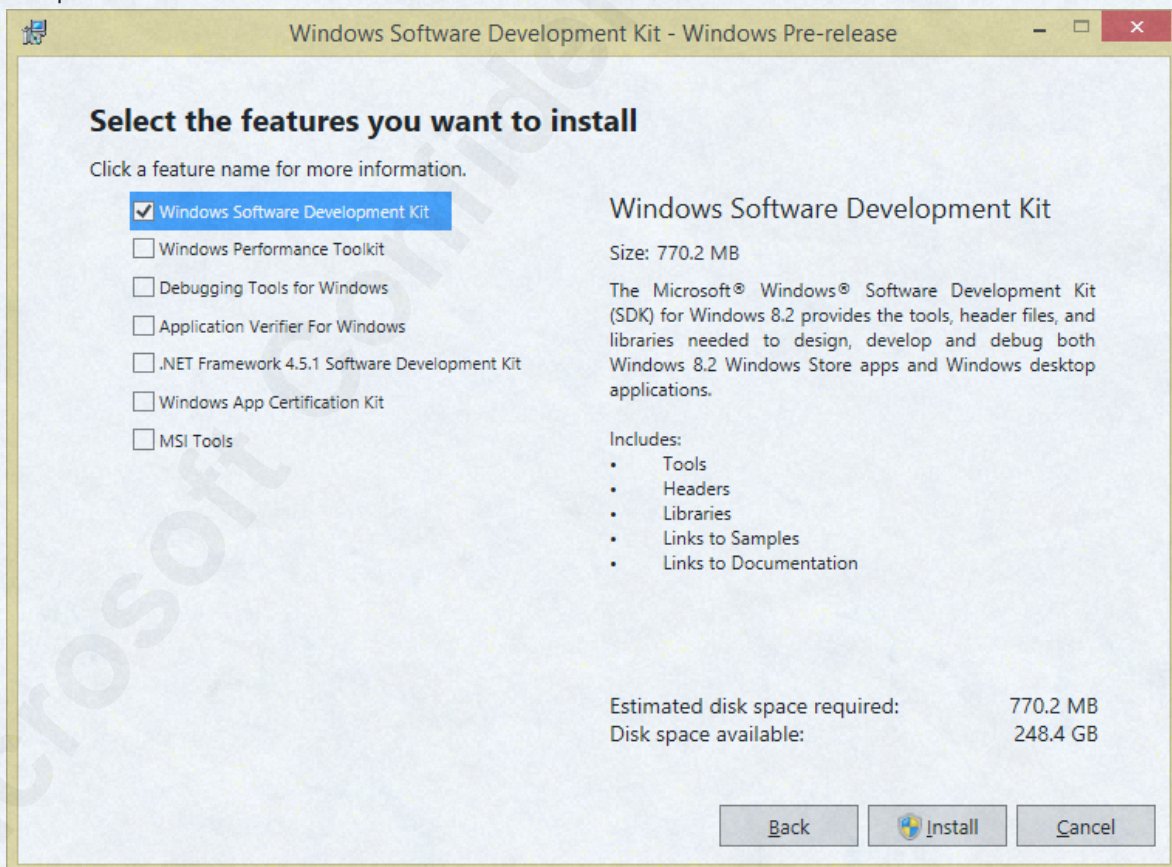 Windows Software Development Kit - Windows Pre-release
Select the features you want to install
Click a feature name for more information.
Windows Software Development Kit
Windows Performance Toolkit
Debugging Tools for Windows
Application Verifier For Windows
.NET Framework 4.5.1 Software Development Kit
Windows App Certification Kit
MSI Tools
Windows Software Development Kit
Size: 770.2 MB
The Microsoft® Windows® Software Development Kit
(SDK) for Windows 8.2 provides the tools, header files, and
libraries needed to design, develop and debug both
Windows 8.2 Windows Store apps and Windows desktop
applications.
Includes:
• Tools
• Headers
• Libraries
• Links to Samples
• Links to Documentation
Estimated disk space required: 770.2 MB
Disk space available: 248.4 GB
Back Install Cancel
crosoft Confide